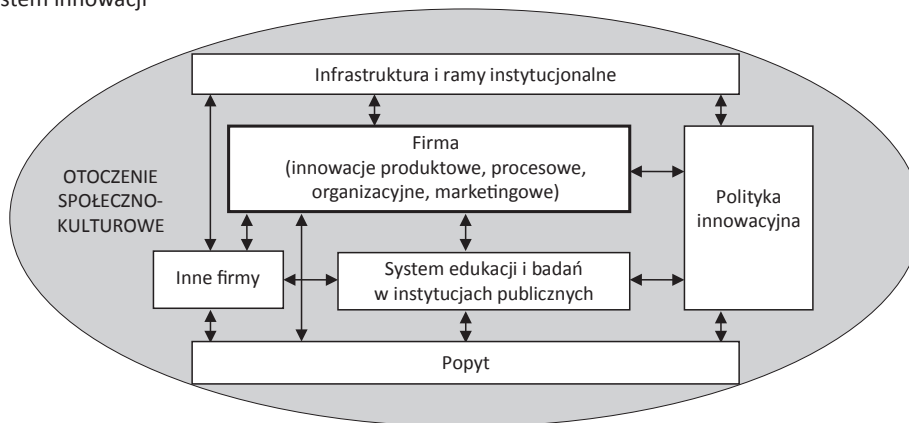 stem innowacji
Infrastruktura i ramy instytucjonalne
Firma
(innowacje produktowe, procesowe,
organizacyjne, marketingowe)
OTOCZENIE
SPOŁECZNO-
KULTUROWE
Polityka
innowacyjna
Inne firmy
System edukacji i badań
w instytucjach publicznych
Popyt